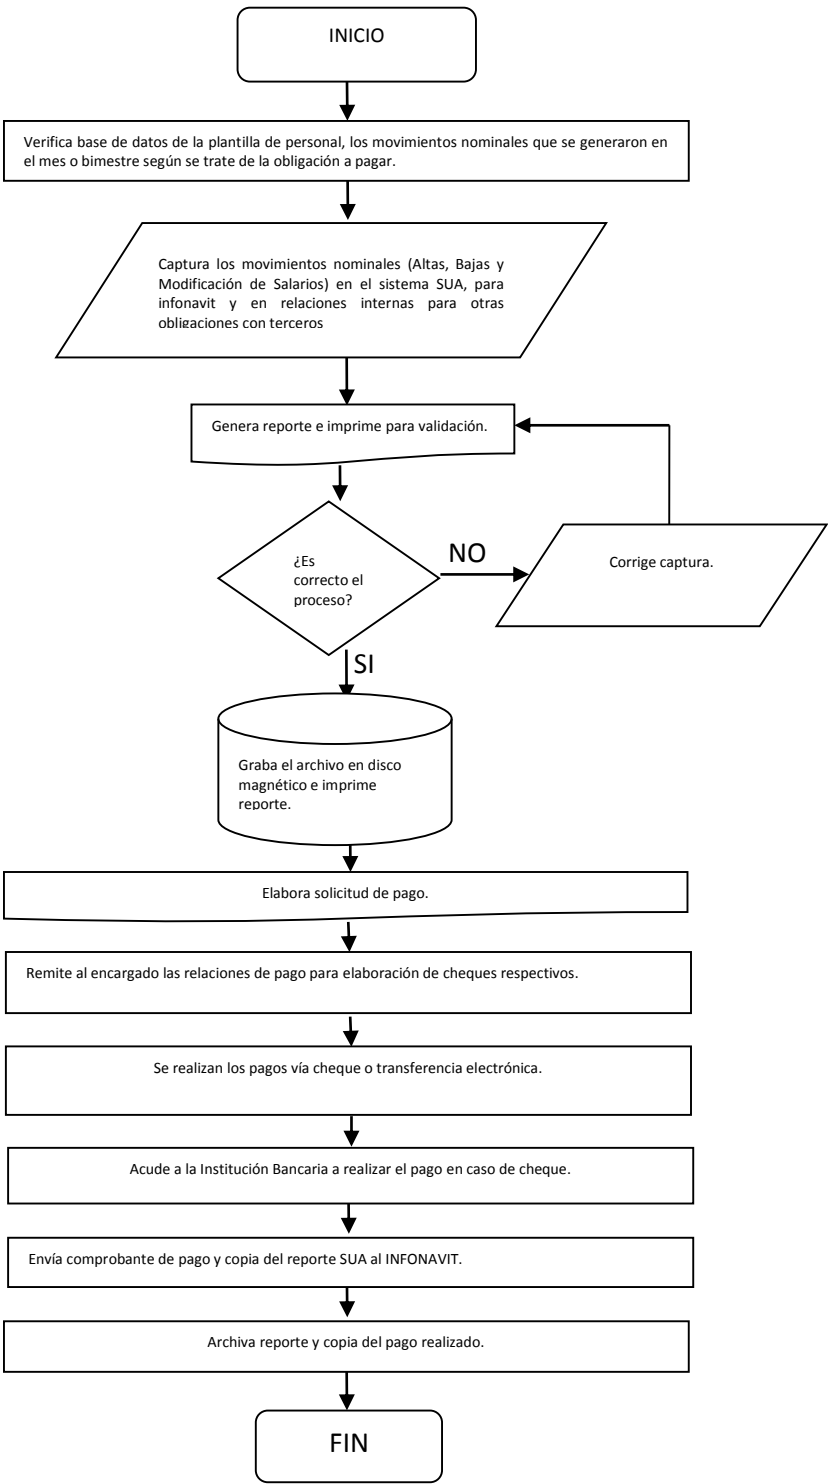 INICIO
Verifica base de datos de la plantilla de personal, los movimientos nominales que se generaron en
el mes o bimestre según se trate de la obligación a pagar.
Captura los movimientos nominales (Altas, Bajas y
Modificación de Salarios) en el sistema SUA, para
infonavit y en relaciones internas para otras
obligaciones con terceros
Genera reporte e imprime para validación.
¿Es
correcto el
proceso?
NO
Corrige captura.
SI
Graba el archivo en disco
magnético e imprime
reporte.
Elabora solicitud de pago.
Remite al encargado las relaciones de pago para elaboración de cheques respectivos.
Se realizan los pagos vía cheque o transferencia electrónica.
Acude a la Institución Bancaria a realizar el pago en caso de cheque.
Envía comprobante de pago y copia del reporte SUA al INFONAVIT.
Archiva reporte y copia del pago realizado.
FIN